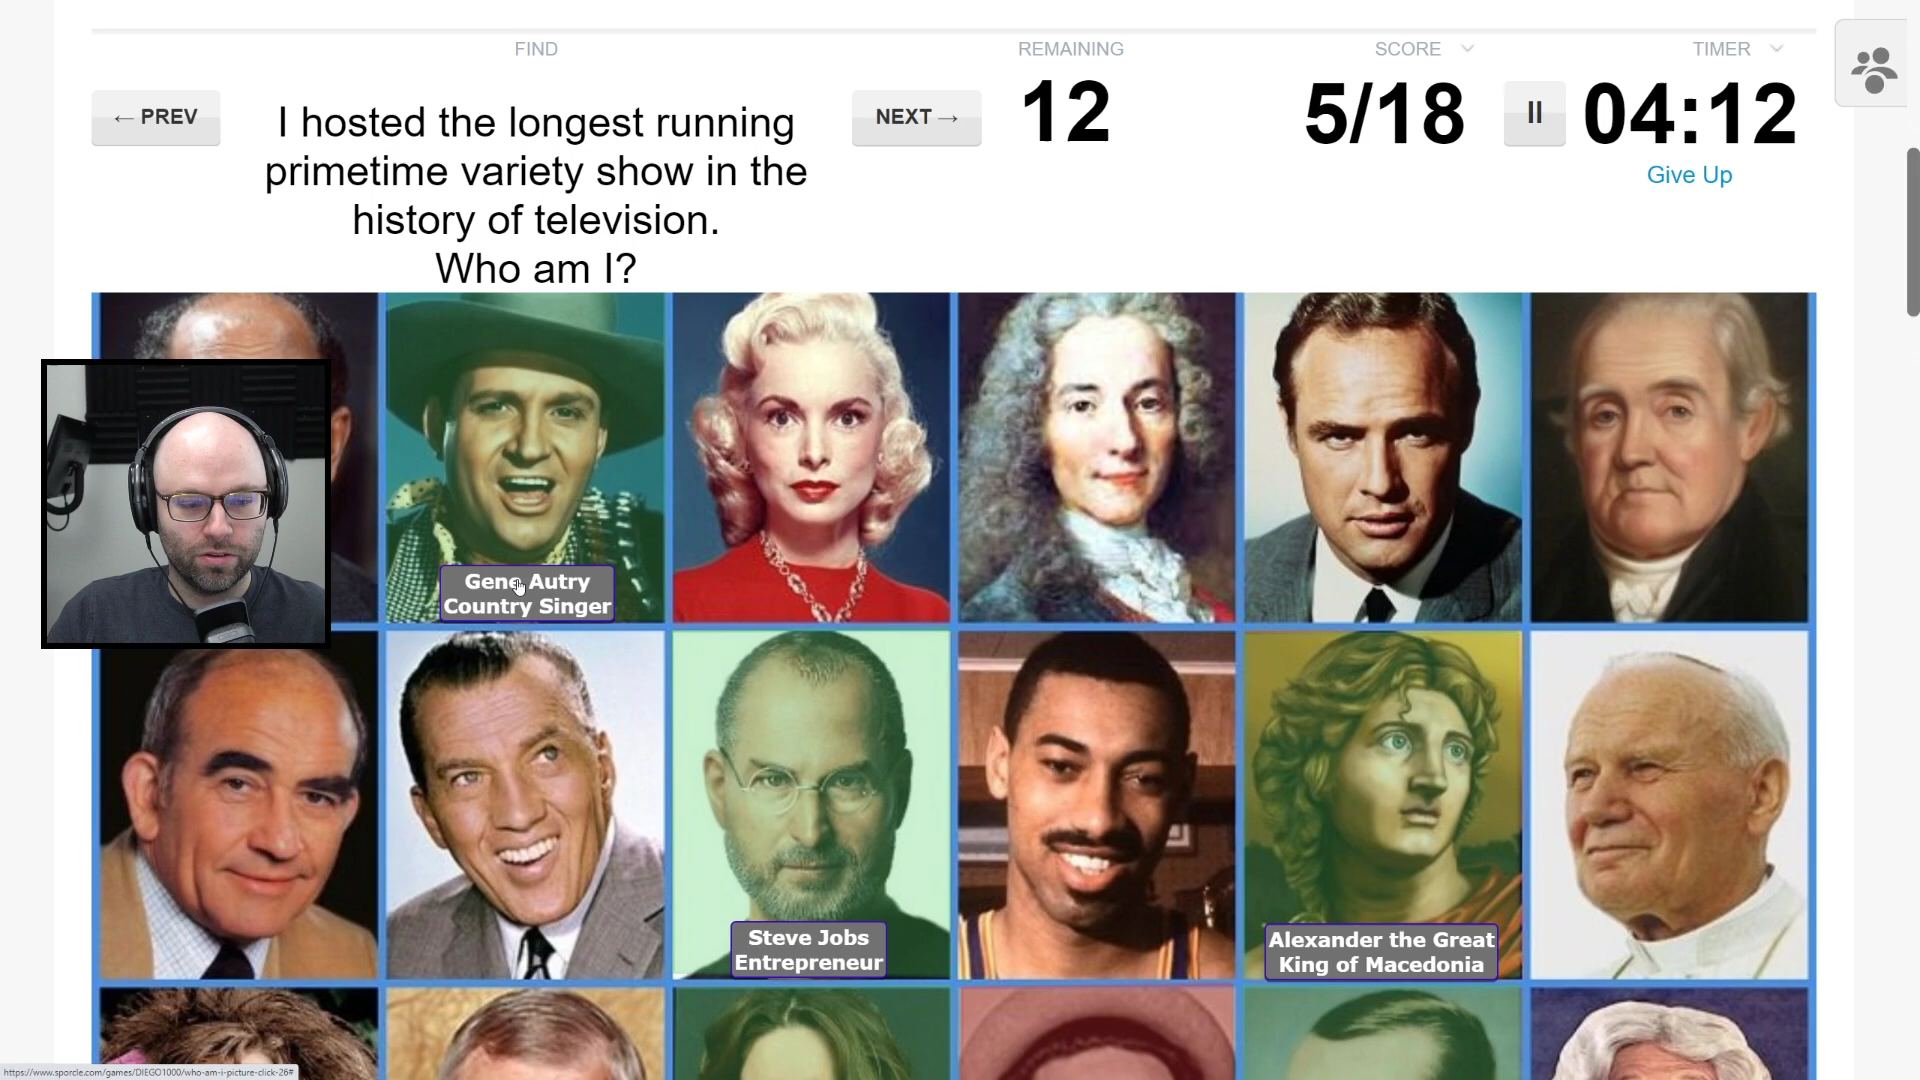 FIND
REMAINING
SCORE
TIMER
← PREV
I hosted the longest running
primetime variety show in the
history of television.
Who am I?
NEXT →
12
5/18
04:12
Give Up
Gene Autry
Country Singer
Steve Jobs
Entrepreneur
Alexander the Great
King of Macedonia
https://www.sporcle.com/games/DIEGO1000/who-am-i-picture-click-26#